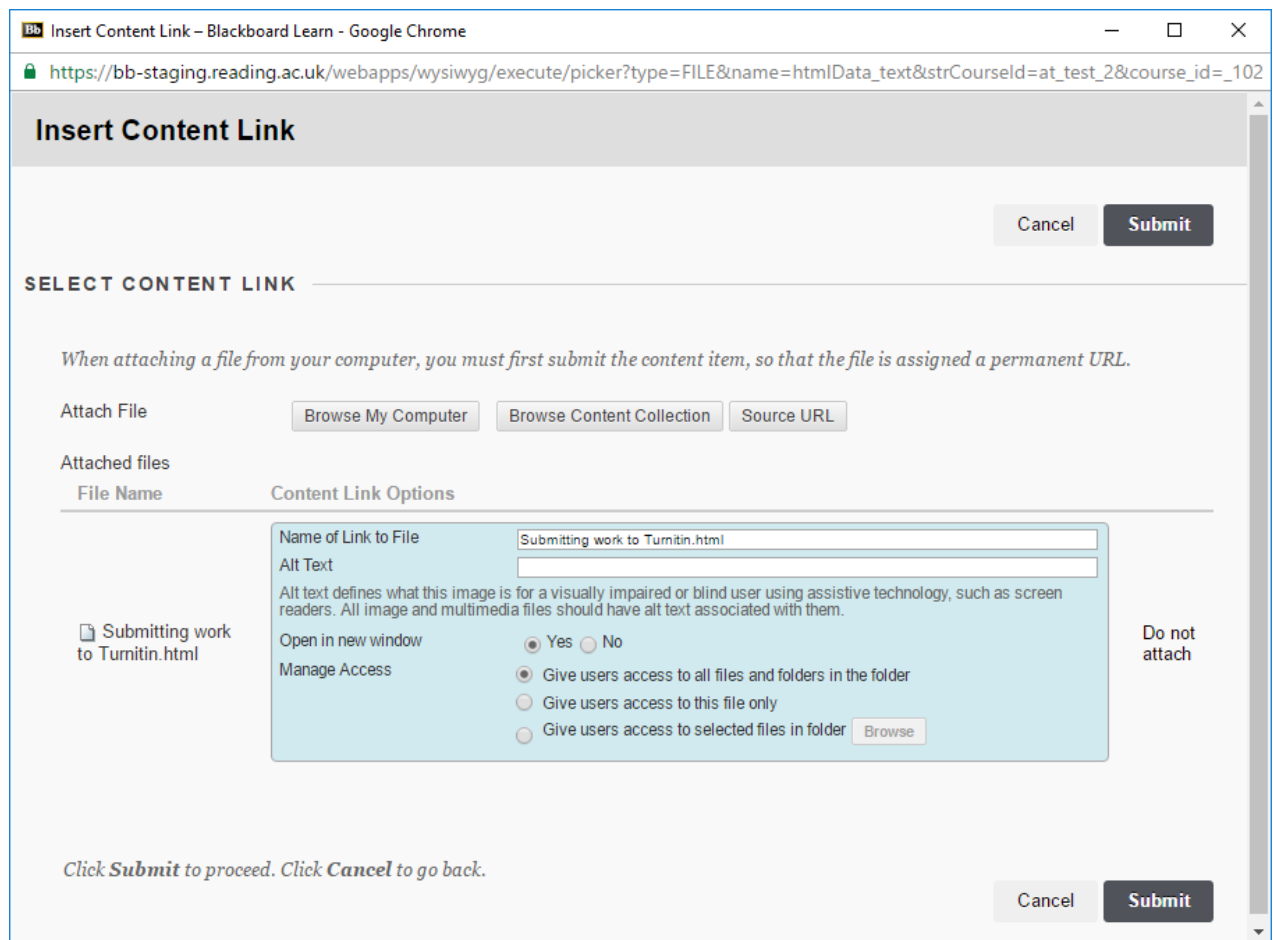 Bb Insert Content Link – Blackboard Learn - Google Chrome
https://bb-staging.reading.ac.uk/webapps/wysiwyg/execute/picker?type=FILE&name=htmlData_text&strCourseId=at_test_2&course_id=_102
Insert Content Link
Cancel Submit
SELECT CONTENT LINK
When attaching a file from your computer, you must first submit the content item, so that the file is assigned a permanent URL.
Attach File Browse My Computer Browse Content Collection Source URL
Attached files
File Name Content Link Options
Name of Link to File Submitting work to Turnitin.html
Alt Text
Alt text defines what this image is for a visually impaired or blind user using assistive technology, such as screen
readers. All image and multimedia files should have alt text associated with them.
Submitting work
to Turnitin.html
Open in new window Yes No
Manage Access Give users access to all files and folders in the folder
Give users access to this file only
Give users access to selected files in folder Browse
Do not
attach
Click Submit to proceed. Click Cancel to go back.
Cancel Submit